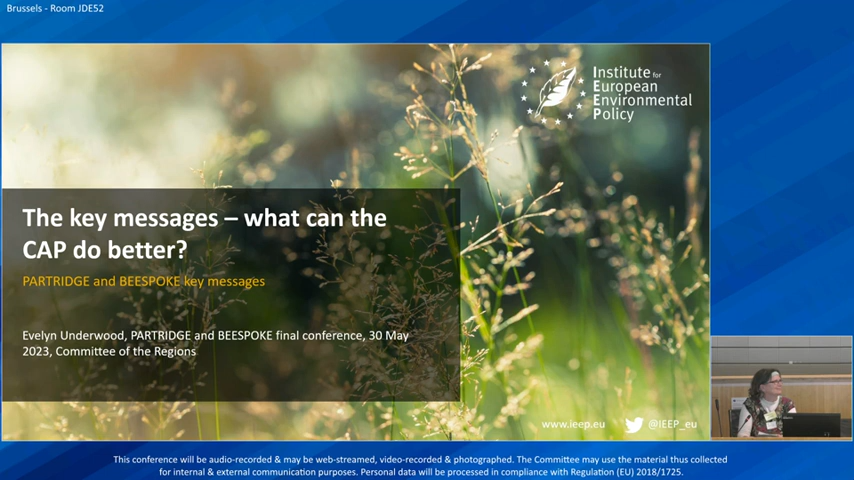 Brussels - Room JDE52
Institute for
European
Environmental
Policy
The key messages – what can the
CAP do better?
PARTRIDGE and BEESPOKE key messages
Evelyn Underwood, PARTRIDGE and BEESPOKE final conference, 30 May
2023, Committee of the Regions
www.ieep.eu @IEEP_eu
This conference will be audio-recorded & may be web-streamed, video-recorded & photographed. The Committee may use the material thus collected
for internal & external communication purposes. Personal data will be processed in compliance with Regulation (EU) 2018/1725.